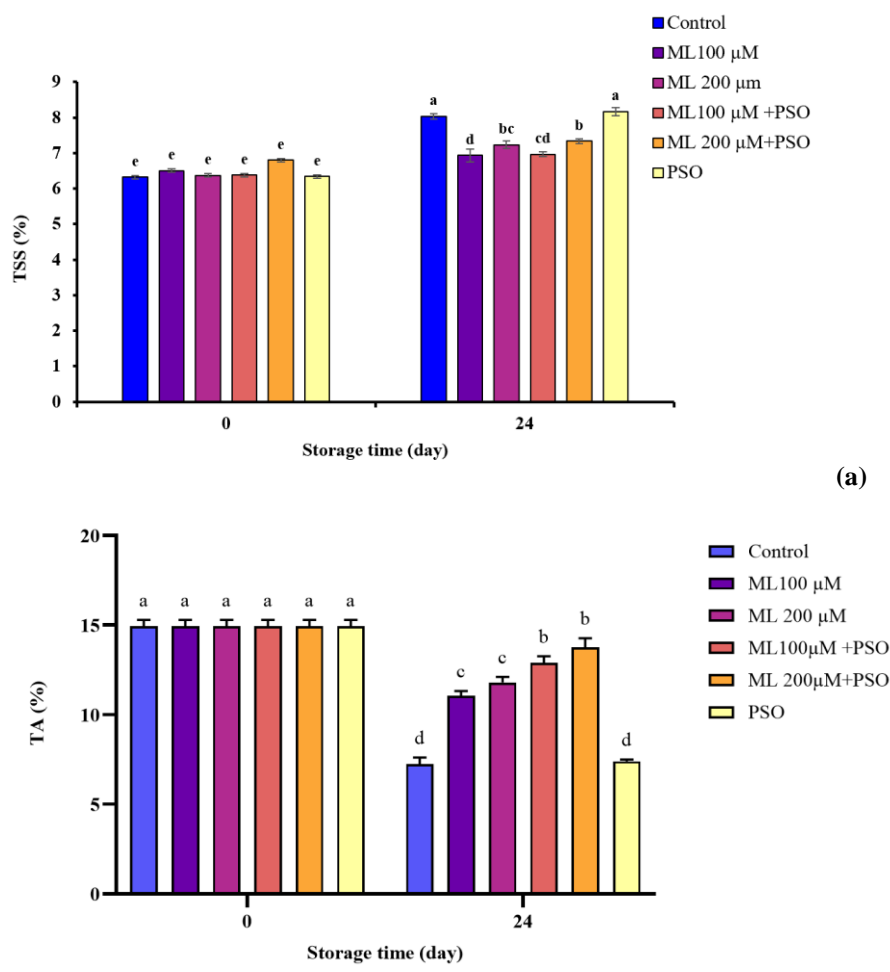 Control
ML100 µM
ML 200 µm
ML100 µM +PSO
ML 200 µM+PSO
PSO
TSS (%)
9
8
7
6
5
4
3
2
1
0
e e e e e e
a d bc cd b a
0 24
Storage time (day)
(a)
Control
ML100 µM
ML 200 µM
ML100µM +PSO
ML 200µM+PSO
PSO
TA (%)
20
15
10
5
0
a a a a a a
d c c b b d
0 24
Storage time (day)